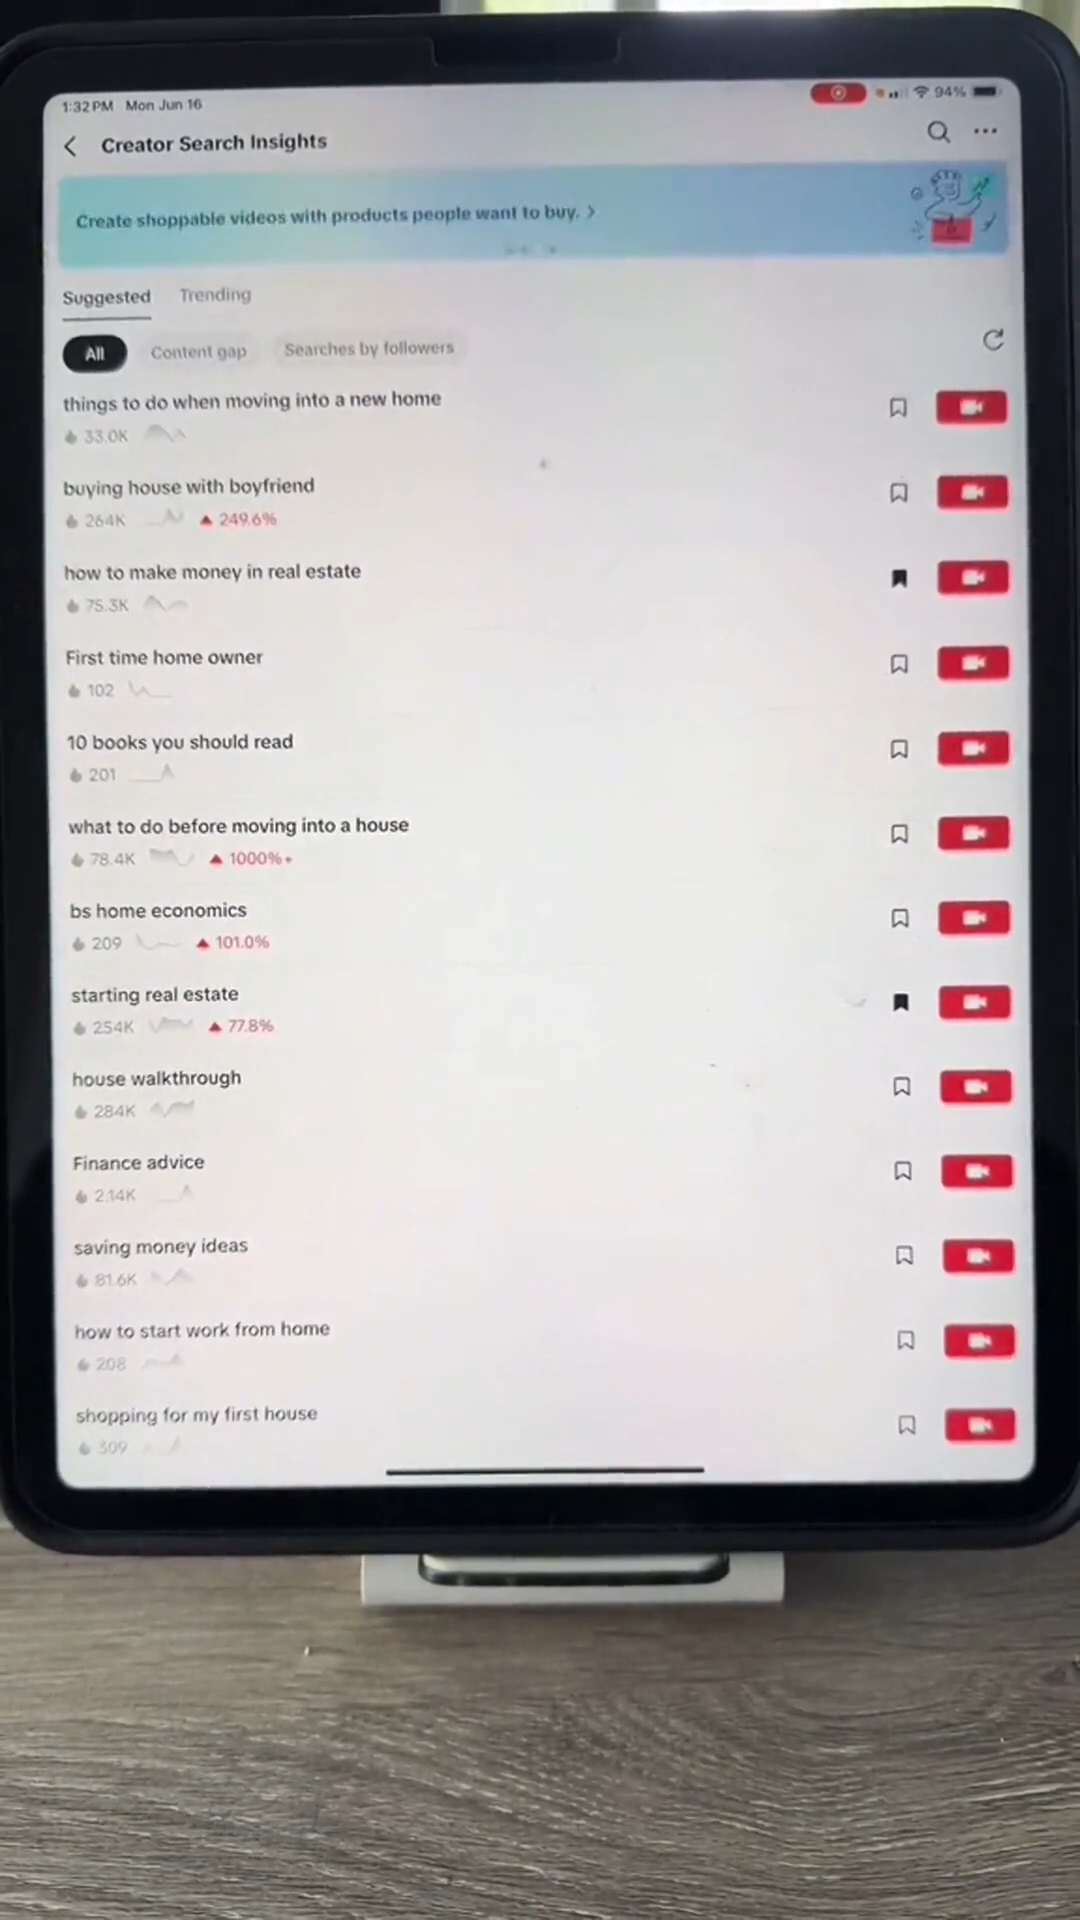 1:32 PM Mon Jun 16
94%
Creator Search Insights
Create shoppable videos with products people want to buy. >
Suggested Trending
All Content gap Searches by followers
things to do when moving into a new home
33.0K
buying house with boyfriend
264K ▲ 249.6%
how to make money in real estate
75.3K
First time home owner
102
10 books you should read
201
what to do before moving into a house
78.4K ▲ 1000%+
bs home economics
209 ▲ 101.0%
starting real estate
254K ▲ 77.8%
house walkthrough
284K
Finance advice
2.14K
saving money ideas
81.6K
how to start work from home
208
shopping for my first house
309